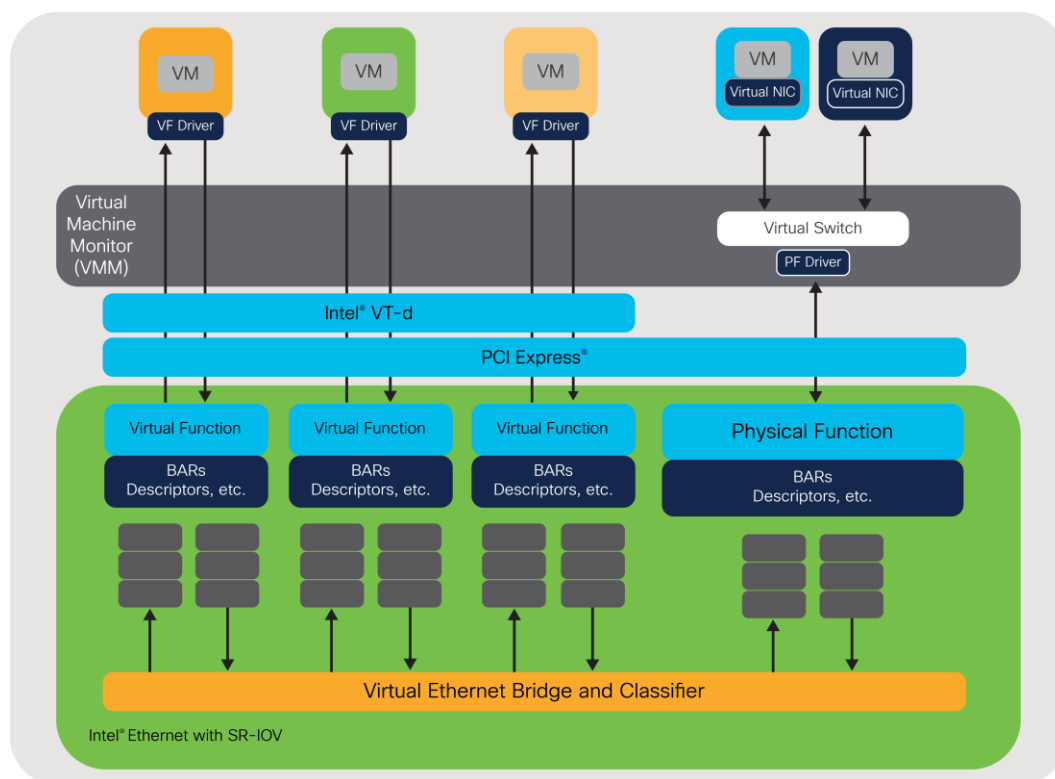 VM
VM
VM
VM
VM
Virtual NIC
Virtual NIC
VF Driver
VF Driver
VF Driver
Virtual
Machine
Monitor
(VMM)
Virtual Switch
PF Driver
Intel® VT-d
PCI Express®
Virtual Function
Virtual Function
Virtual Function
Physical Function
BARs
Descriptors, etc.
BARs
Descriptors, etc.
BARs
Descriptors, etc.
BARs
Descriptors, etc.
Virtual Ethernet Bridge and Classifier
Intel® Ethernet with SR-IOV